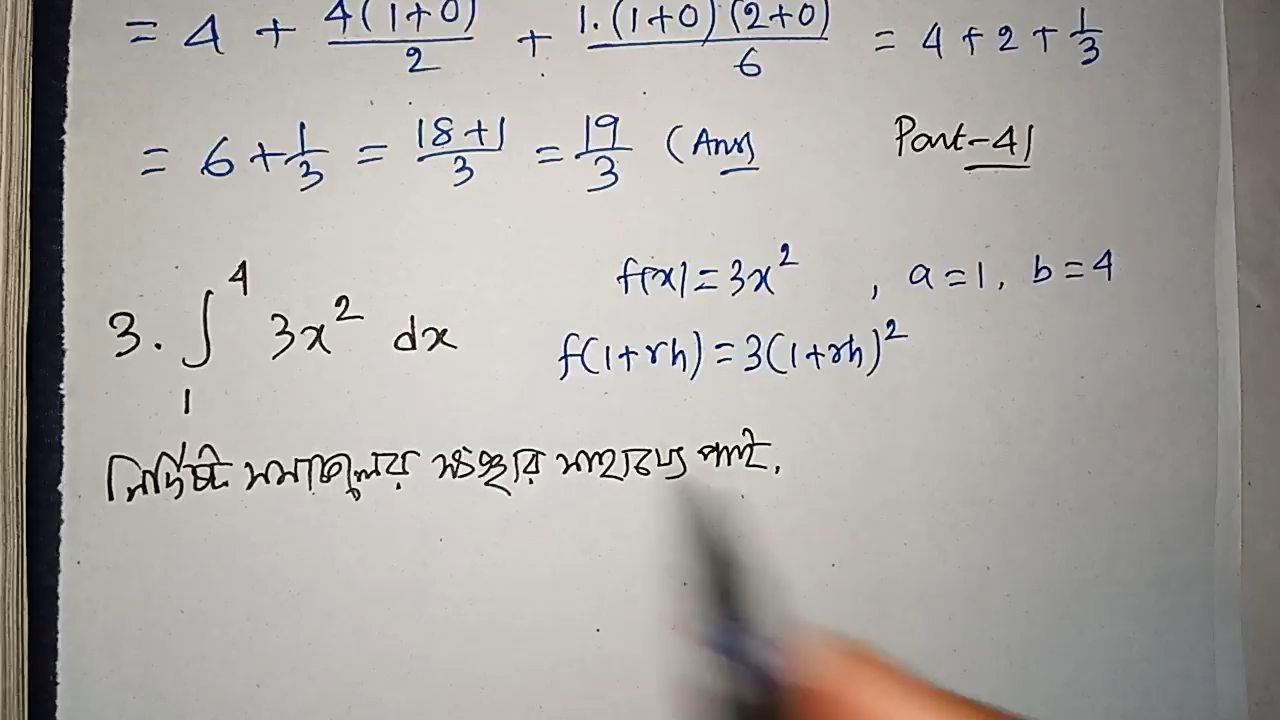 = 4 + 4(1+0)/2 + 1.(1+0)(2+0)/6 = 4+2+1/3
= 6+1/3 = 18+1/3 = 19/3 (Ans)
Part-41
3. ∫₁⁴ 3x² dx
f(x)=3x², a=1, b=4
f(1+rh)=3(1+rh)²
নির্দিষ্ট সমাকলের সংজ্ঞার সাহায্যে পাই,